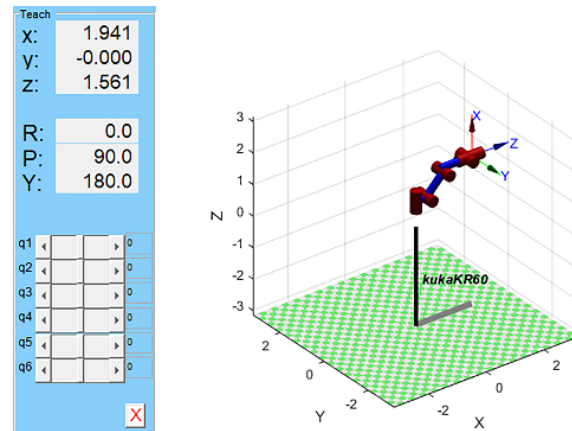 Teach
x: 1.941
y: -0.000
z: 1.561
R: 0.0
P: 90.0
Y: 180.0
q1 0
q2 0
q3 0
q4 0
q5 0
q6 0
X
3
2
1
0
-1
-2
-3
Z
X
Z
Y
kukaKR60
2
0
-2
Y
-2
0
2
X